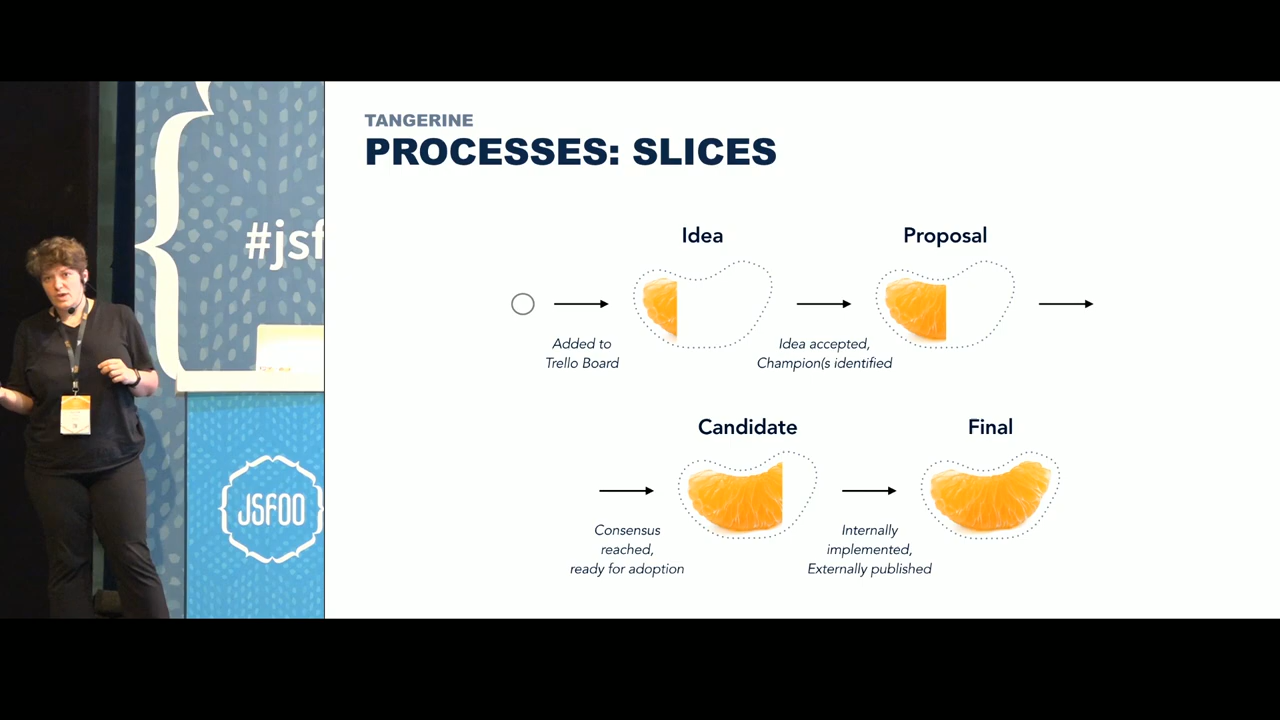 TANGERINE
PROCESSES: SLICES
#jsf
JSFOO
Idea
Proposal
Added to
Trello Board
Idea accepted,
Champion(s identified
Candidate
Final
Consensus
reached,
ready for adoption
Internally
implemented,
Externally published